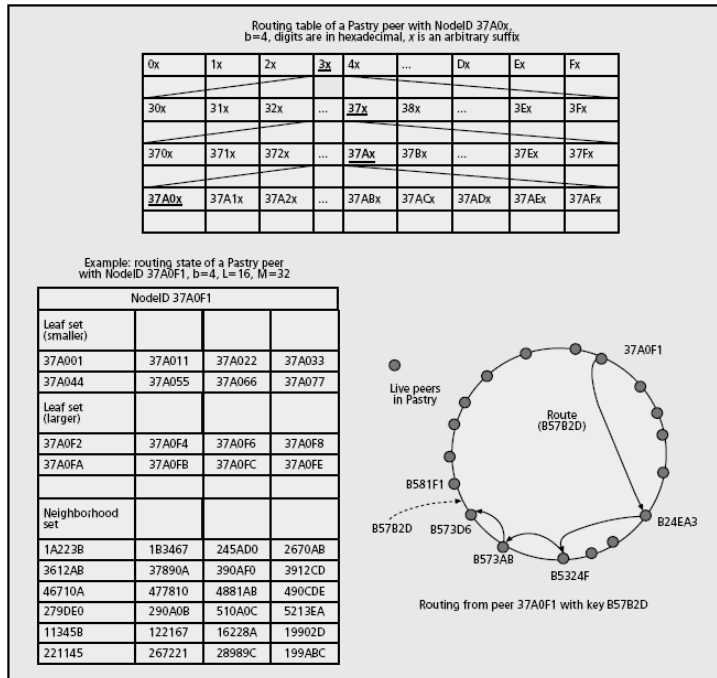 Routing table of a Pastry peer with NodeID 37A0x,
b=4, digits are in hexadecimal, x is an arbitrary suffix
0x 1x 2x 3x 4x ... Dx Ex Fx
30x 31x 32x ... 37x 38x ... 3Ex 3Fx
370x 371x 372x ... 37Ax 37Bx ... 37Ex 37Fx
37A0x 37A1x 37A2x ... 37ABx 37ACx 37ADx 37AEx 37AFx
Example: routing state of a Pastry peer
with NodeID 37A0F1, b=4, L=16, M=32
NodeID 37A0F1
Leaf set
(smaller)
37A001 37A011 37A022 37A033
37A044 37A055 37A066 37A077
Leaf set
(larger)
37A0F2 37A0F4 37A0F6 37A0F8
37A0FA 37A0FB 37A0FC 37A0FE
Neighborhood
set
1A223B 1B3467 245AD0 2670AB
3612AB 37890A 390AF0 3912CD
46710A 477810 4881AB 490CDE
279DE0 290A0B 510A0C 5213EA
11345B 122167 16228A 19902D
221145 267221 28989C 199ABC
37A0F1
Live peers
in Pastry
Route
(B57B2D)
B581F1
B57B2D
B573D6
B24EA3
B573AB
B5324F
Routing from peer 37A0F1 with key B57B2D